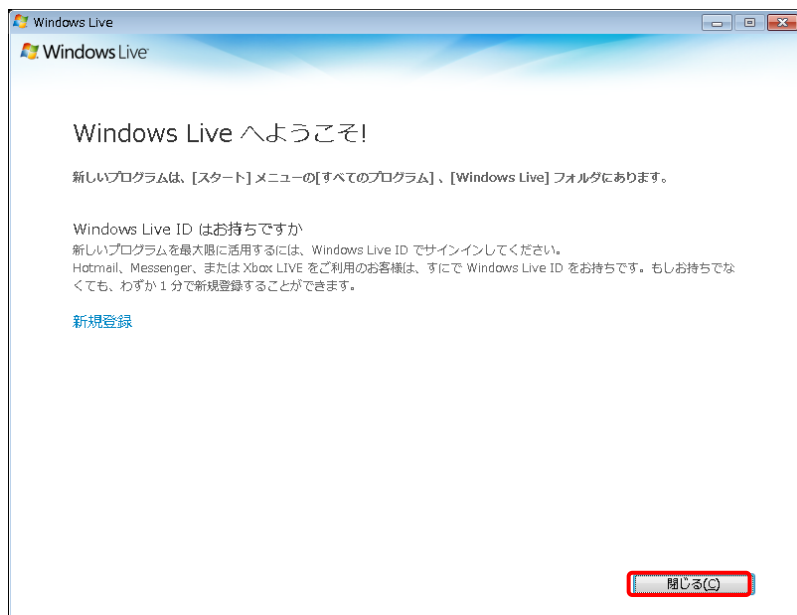 Windows Live
Windows Live
Windows Live へようこそ!
新しいプログラムは、[スタート] メニューの[すべてのプログラム] 、[Windows Live] フォルダにあります。
Windows Live ID はお持ちですか
新しいプログラムを最大限に活用するには、Windows Live ID でサインインしてください。
Hotmail、Messenger、または Xbox LIVE をご利用のお客様は、すでに Windows Live ID をお持ちです。もしお持ちでな
くても、わずか 1 分で新規登録することができます。
新規登録
閉じる(C)